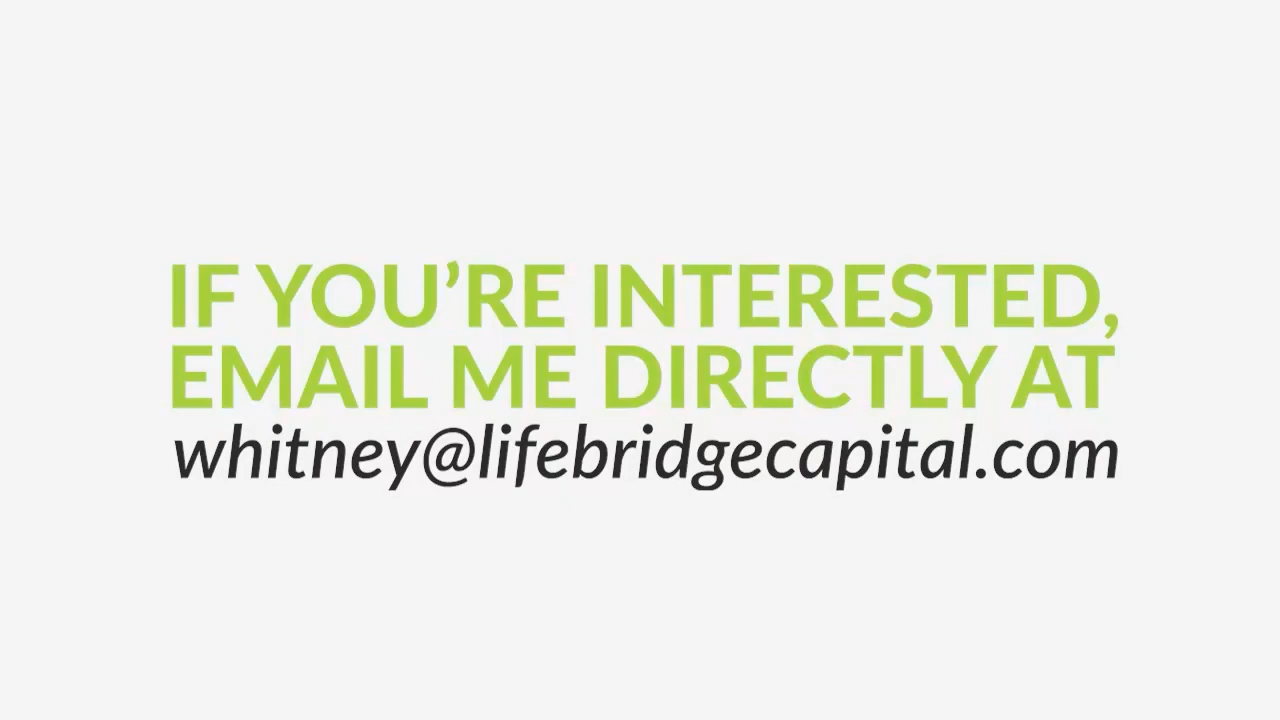 IF YOU’RE INTERESTED,
EMAIL ME DIRECTLY AT
whitney@lifebridgecapital.com